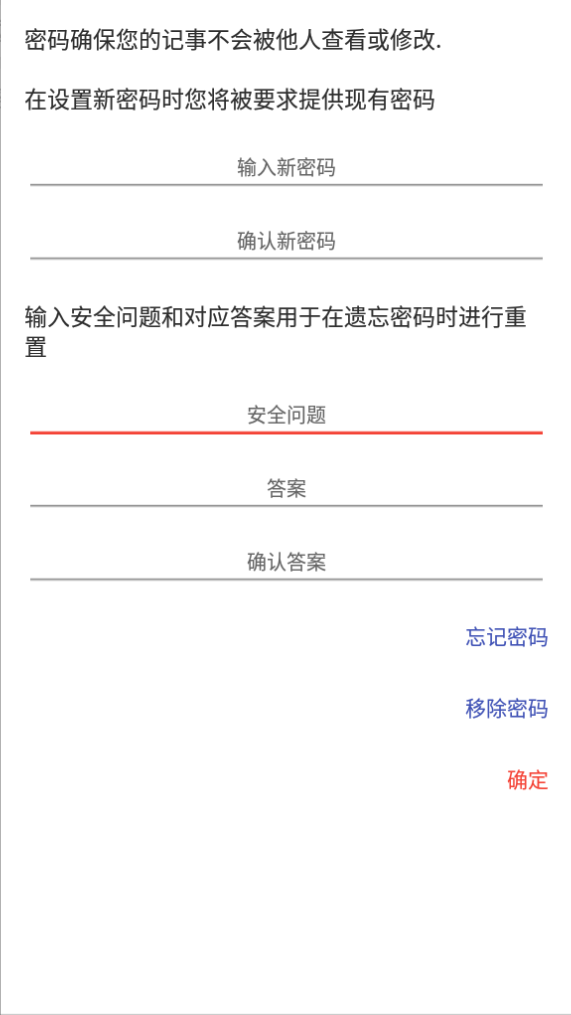 密码确保您的记事不会被他人查看或修改.
在设置新密码时您将被要求提供现有密码
输入新密码
确认新密码
输入安全问题和对应答案用于在遗忘密码时进行重
置
安全问题
答案
确认答案
忘记密码
移除密码
确定